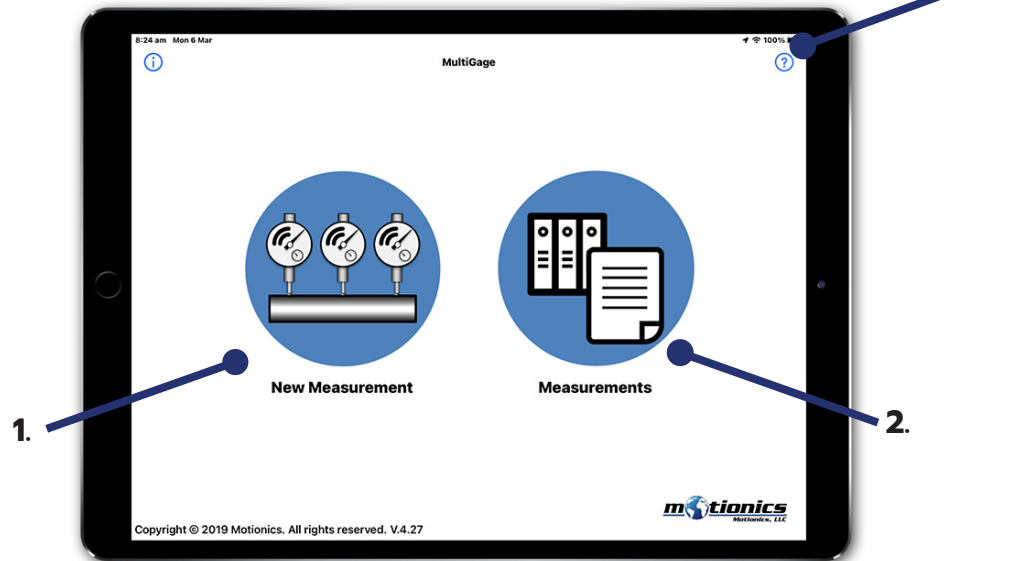 8:24 am Mon 6 Mar
100%
MultiGage
New Measurement
Measurements
1.
2.
motionics
Motionics, LLC
Copyright © 2019 Motionics. All rights reserved. V.4.27